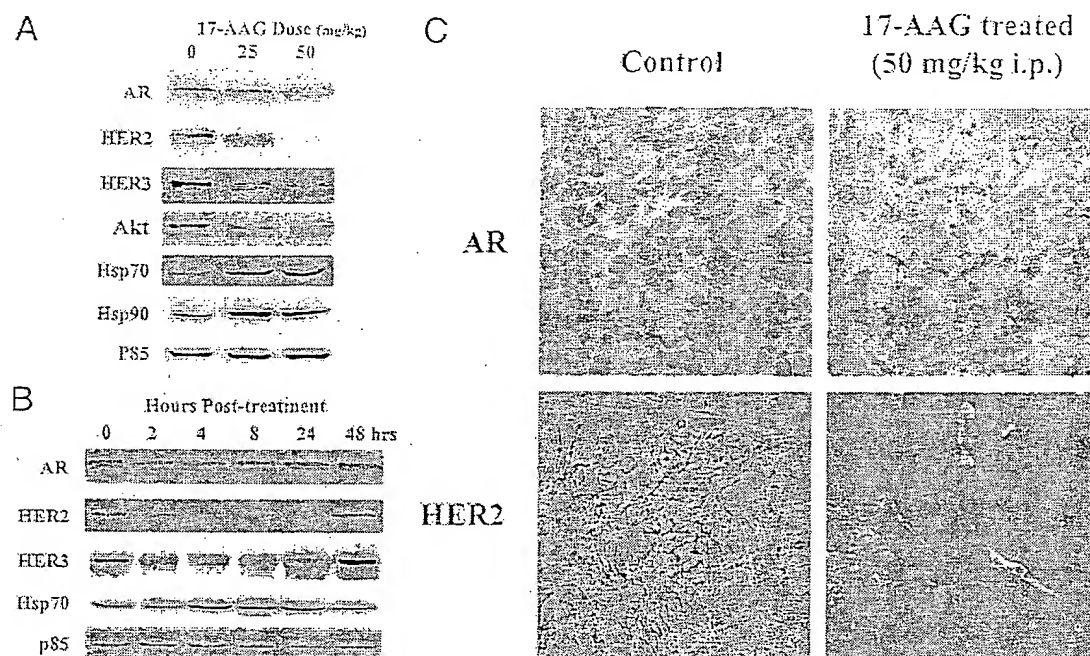 A
17-AAG Dose (mg/kg)
0 25 50
AR
HER2
HER3
Akt
Hsp70
Hsp90
P85
B
Hours Post-treatment
0 2 4 8 24 48 hrs
AR
HER2
HER3
Hsp70
p85
C
Control
17-AAG treated
(50 mg/kg i.p.)
AR
HER2